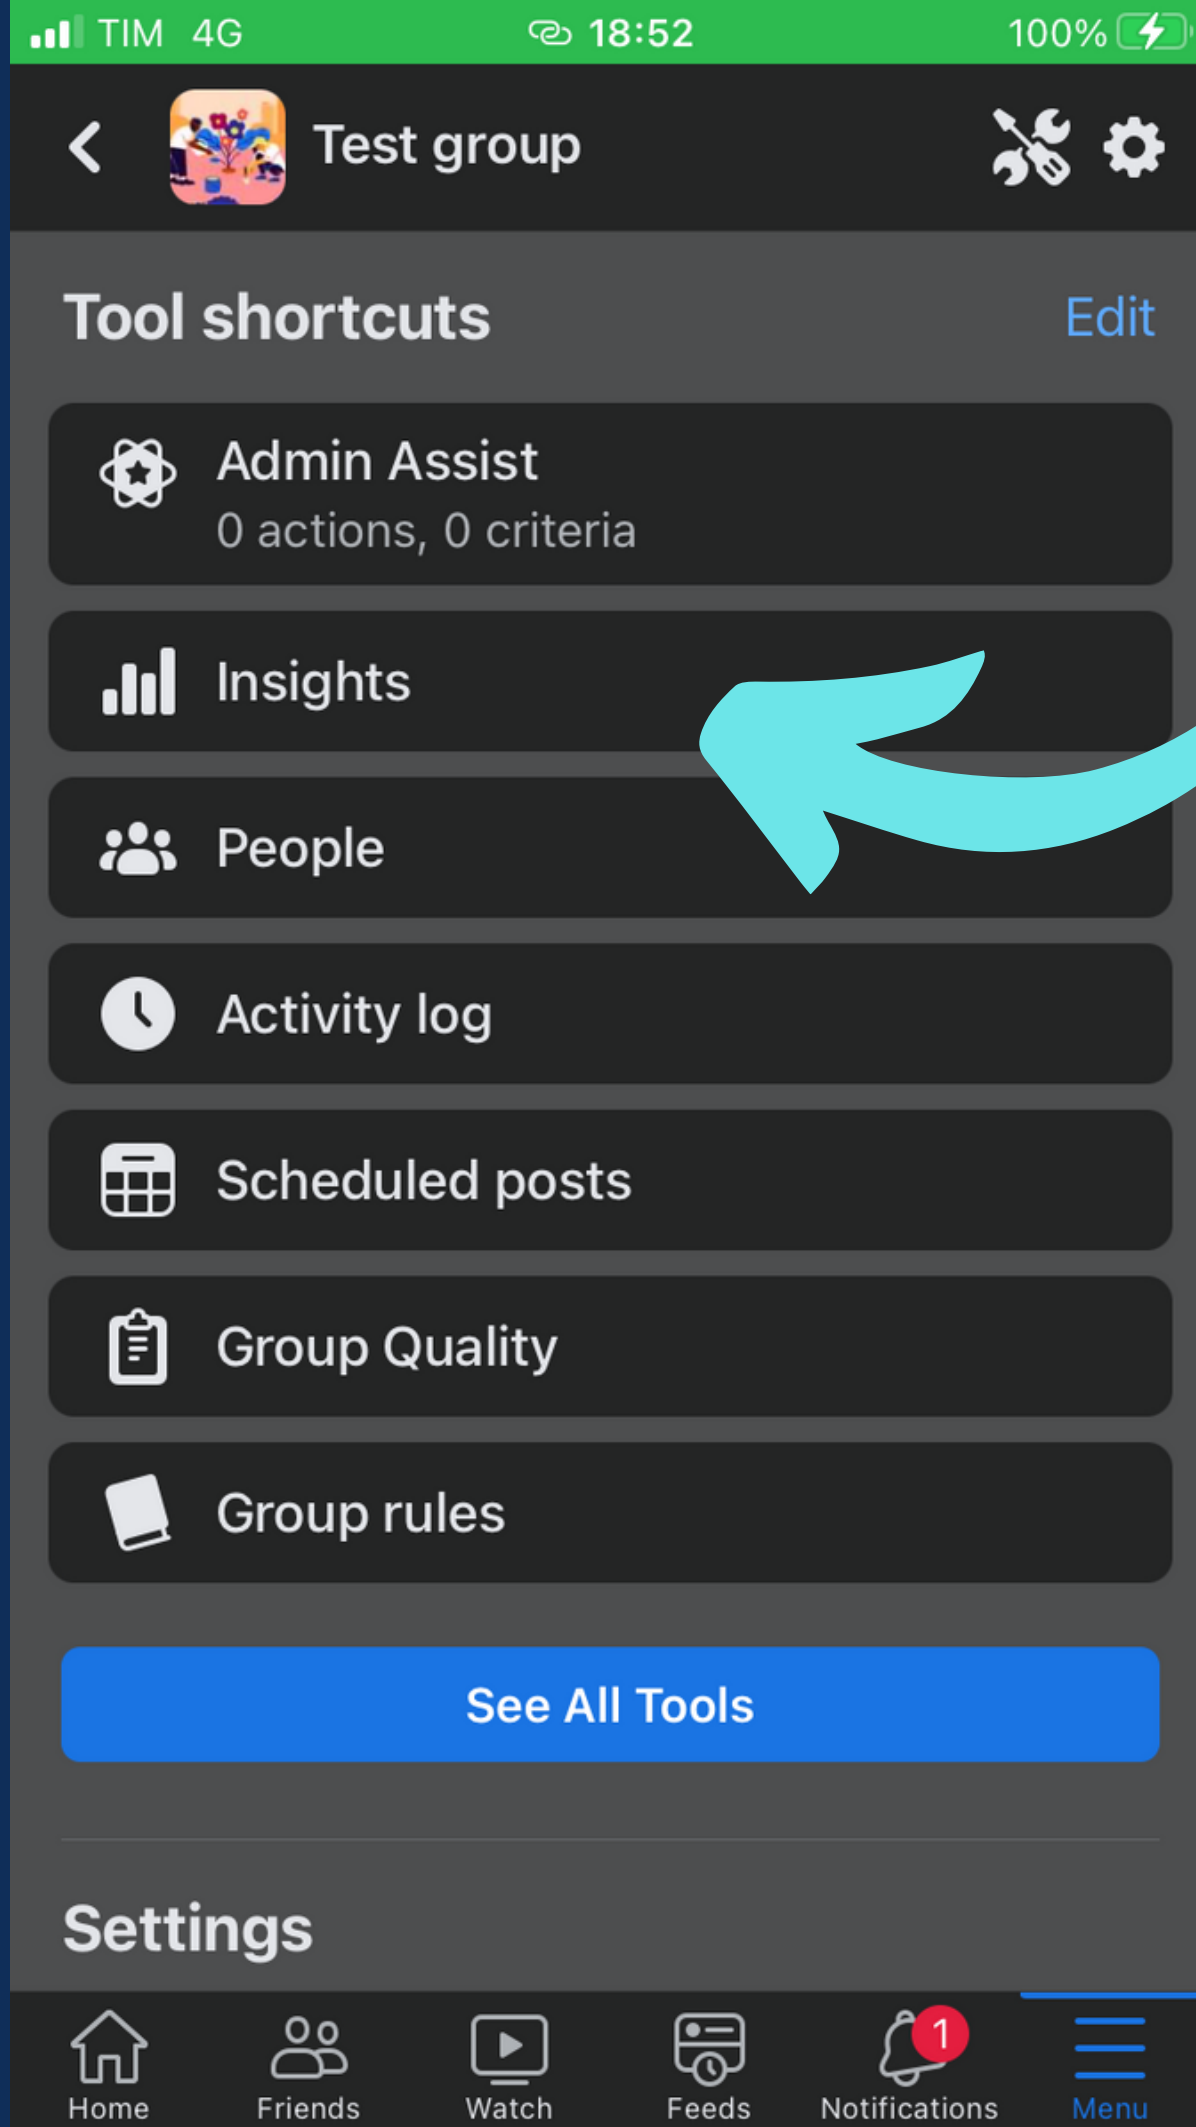 TIM 4G 18:52 100%
Test group
Tool shortcuts Edit
Admin Assist
0 actions, 0 criteria
Insights
People
Activity log
Scheduled posts
Group Quality
Group rules
See All Tools
Settings
1
Home Friends Watch Feeds Notifications Menu